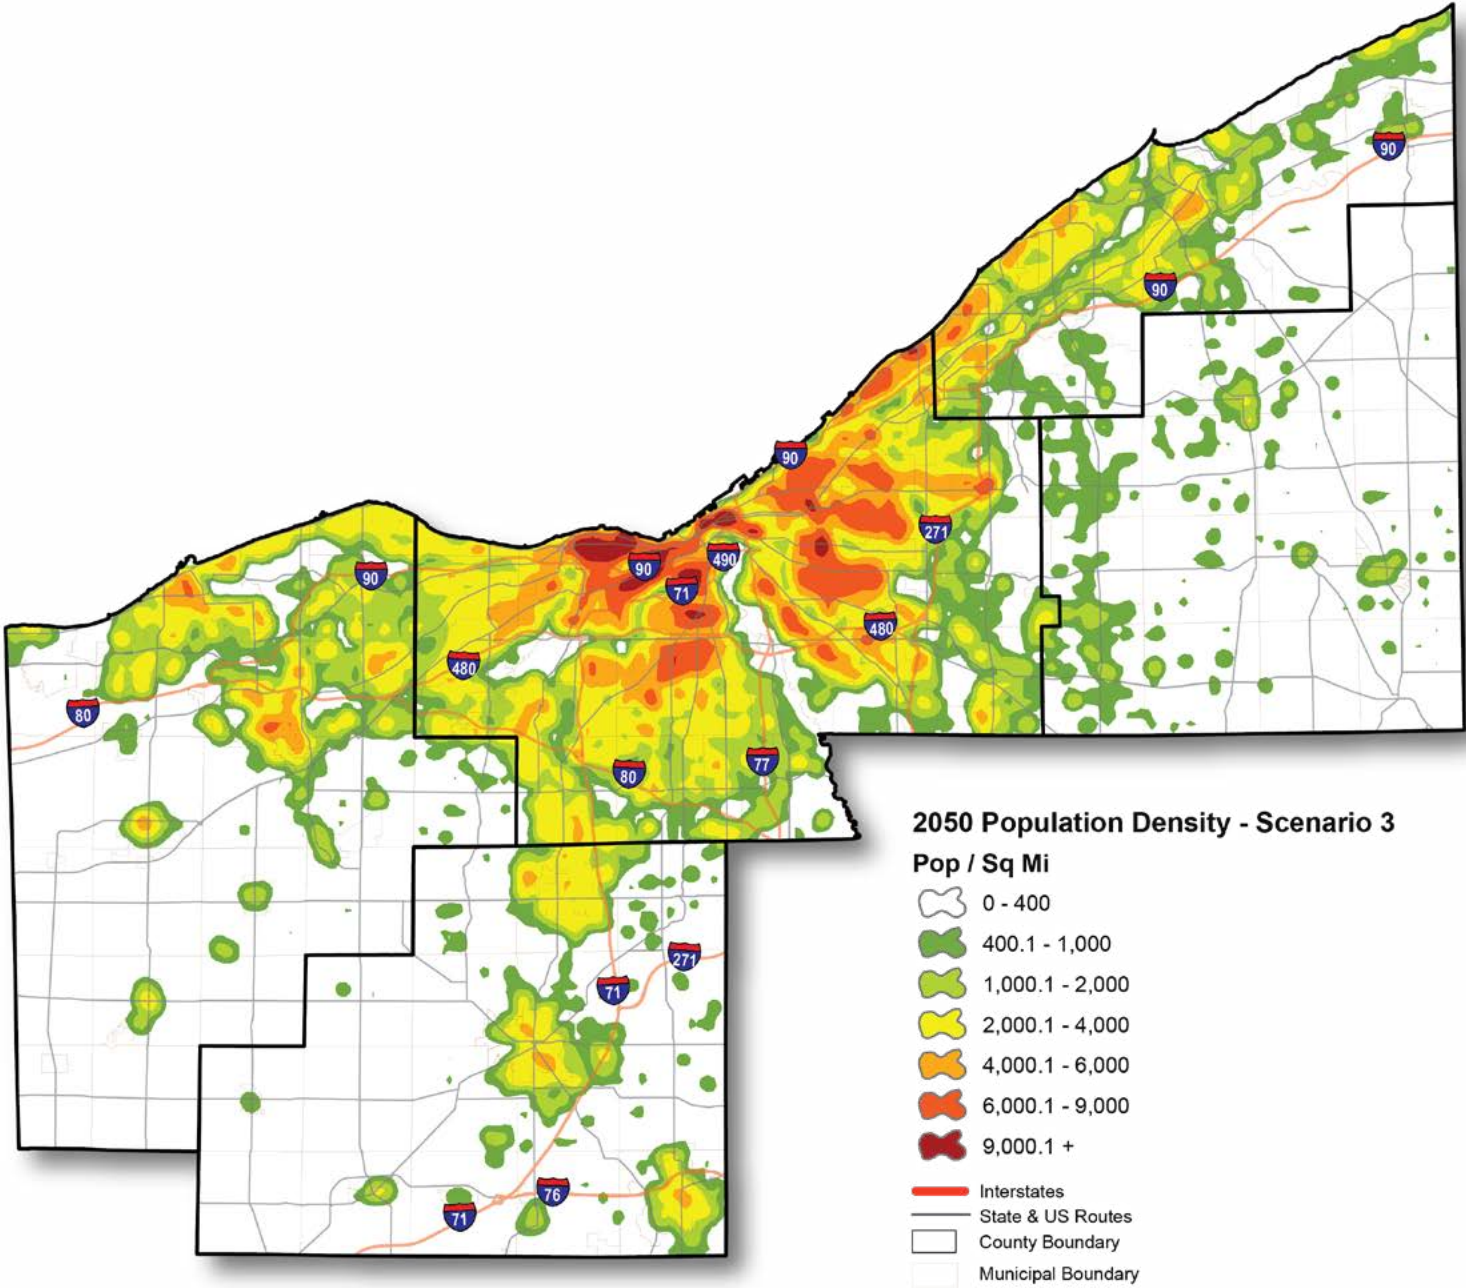 90
90
90
271
90
90
490
71
480
480
80
80
77
271
71
76
71
2050 Population Density - Scenario 3
Pop / Sq Mi
0 - 400
400.1 - 1,000
1,000.1 - 2,000
2,000.1 - 4,000
4,000.1 - 6,000
6,000.1 - 9,000
9,000.1 +
Interstates
State & US Routes
County Boundary
Municipal Boundary